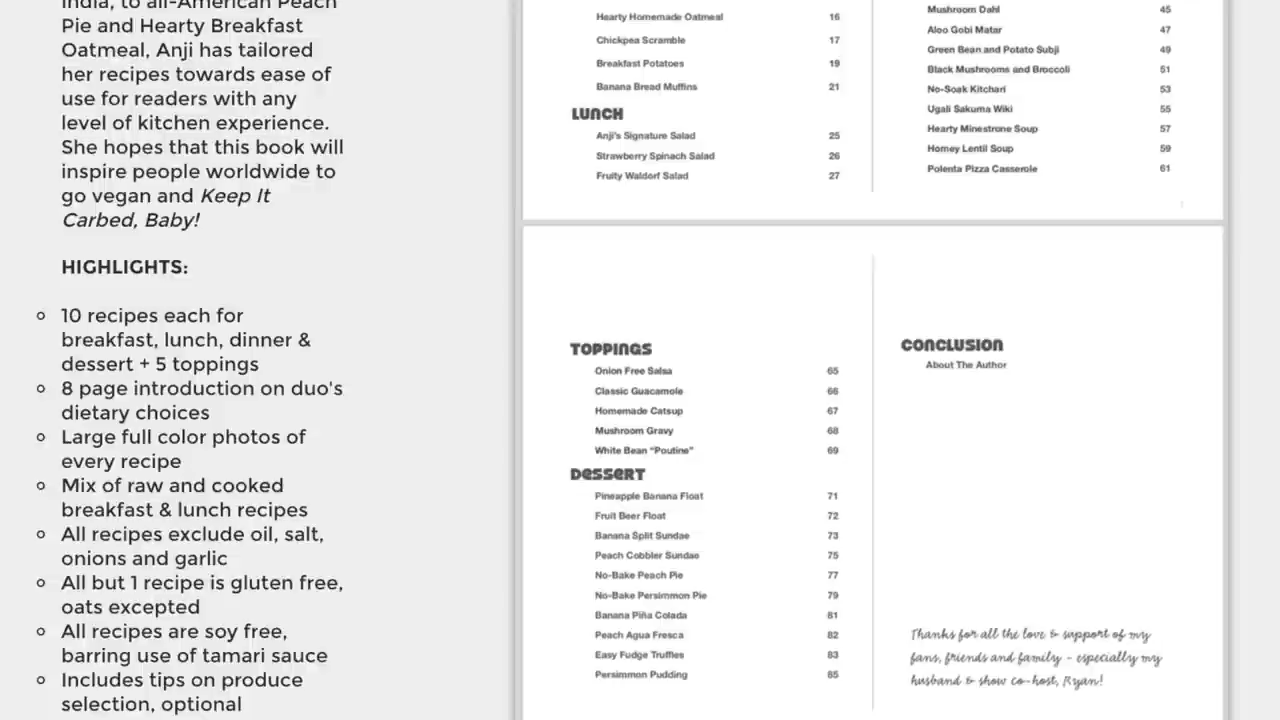 India, to all-American Peach
Pie and Hearty Breakfast
Oatmeal, Anji has tailored
her recipes towards ease of
use for readers with any
level of kitchen experience.
She hopes that this book will
inspire people worldwide to
go vegan and Keep It
Carbed, Baby!
HIGHLIGHTS:
10 recipes each for
breakfast, lunch, dinner &
dessert + 5 toppings
8 page introduction on duo's
dietary choices
Large full color photos of
every recipe
Mix of raw and cooked
breakfast & lunch recipes
All recipes exclude oil, salt,
onions and garlic
All but 1 recipe is gluten free,
oats excepted
All recipes are soy free,
barring use of tamari sauce
Includes tips on produce
selection, optional
Hearty Homemade Oatmeal 16
Chickpea Scramble 17
Breakfast Potatoes 19
Banana Bread Muffins 21
LUNCH
Anji's Signature Salad 25
Strawberry Spinach Salad 26
Fruity Waldorf Salad 27
Mushroom Dahl 45
Aloo Gobi Matar 47
Green Bean and Potato Subji 49
Black Mushrooms and Broccoli 51
No-Soak Kitchari 53
Ugali Sakuma Wiki 55
Hearty Minestrone Soup 57
Homey Lentil Soup 59
Polenta Pizza Casserole 61
TOPPINGS
Onion Free Salsa 65
Classic Guacamole 66
Homemade Catsup 67
Mushroom Gravy 68
White Bean "Poutine" 69
DESSERT
Pineapple Banana Float 71
Fruit Beer Float 72
Banana Split Sundae 73
Peach Cobbler Sundae 75
No-Bake Peach Pie 77
No-Bake Persimmon Pie 79
Banana Piña Colada 81
Peach Agua Fresca 82
Easy Fudge Truffles 83
Persimmon Pudding 85
CONCLUSION
About The Author
Thanks for all the love & support of my
fans, friends and family - especially my
husband & show co-host, Ryan!